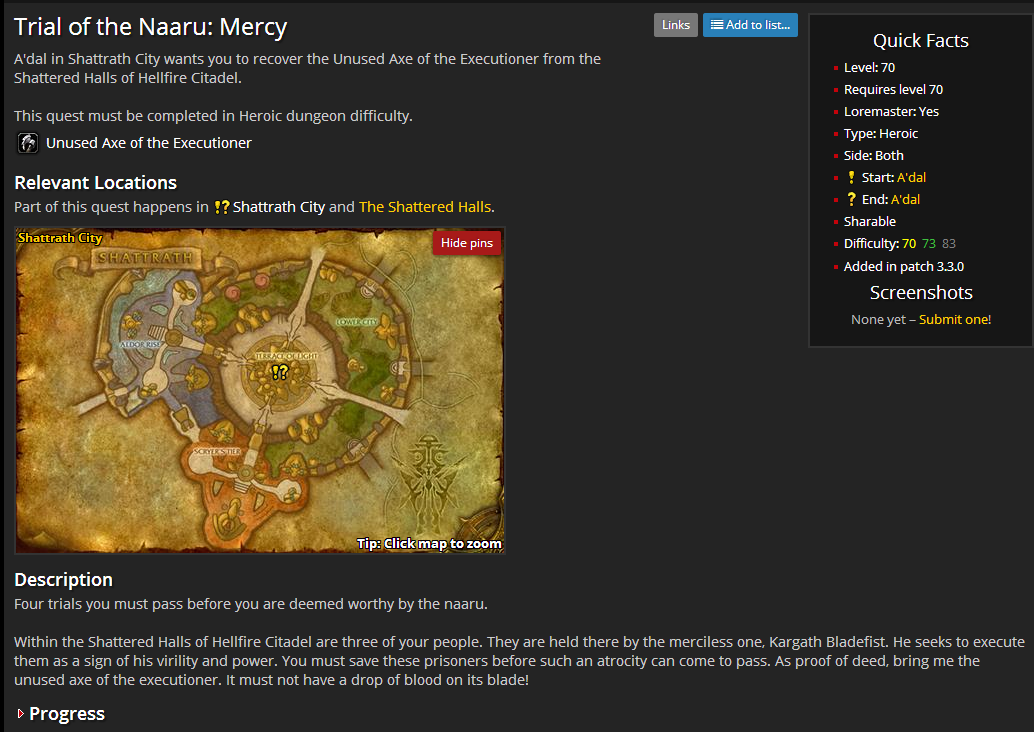 Trial of the Naaru: Mercy
Links
Add to list...
A'dal in Shattrath City wants you to recover the Unused Axe of the Executioner from the
Shattered Halls of Hellfire Citadel.
This quest must be completed in Heroic dungeon difficulty.
Unused Axe of the Executioner
Relevant Locations
Part of this quest happens in !? Shattrath City and The Shattered Halls.
Shattrath City
Hide pins
SHATTRATH
LOWER CITY
ALDOR RISE
TERRACE OF LIGHT
!?
SCRYER'S TIER
Tip: Click map to zoom
Description
Four trials you must pass before you are deemed worthy by the naaru.
Within the Shattered Halls of Hellfire Citadel are three of your people. They are held there by the merciless one, Kargath Bladefist. He seeks to execute
them as a sign of his virility and power. You must save these prisoners before such an atrocity can come to pass. As proof of deed, bring me the
unused axe of the executioner. It must not have a drop of blood on its blade!
Progress
Quick Facts
Level: 70
Requires level 70
Loremaster: Yes
Type: Heroic
Side: Both
! Start: A'dal
? End: A'dal
Sharable
Difficulty: 70 73 83
Added in patch 3.3.0
Screenshots
None yet – Submit one!